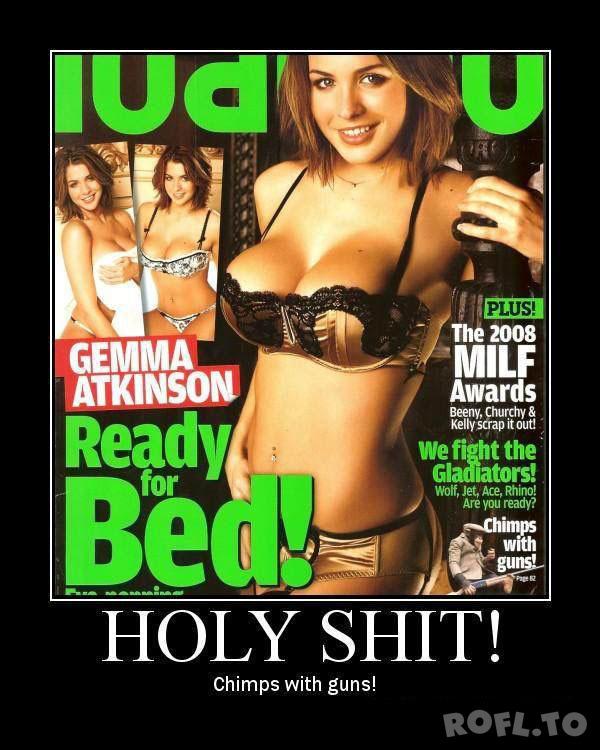 GEMMA
ATKINSON
Ready
for
Bed!
PLUS!
The 2008
MILF
Awards
Beeny, Churchy &
Kelly scrap it out!
We fight the
Gladiators!
Wolf, Jet, Ace, Rhino!
Are you ready?
Chimps
with
guns!
Page 82
HOLY SHIT!
Chimps with guns!
ROFL.TO